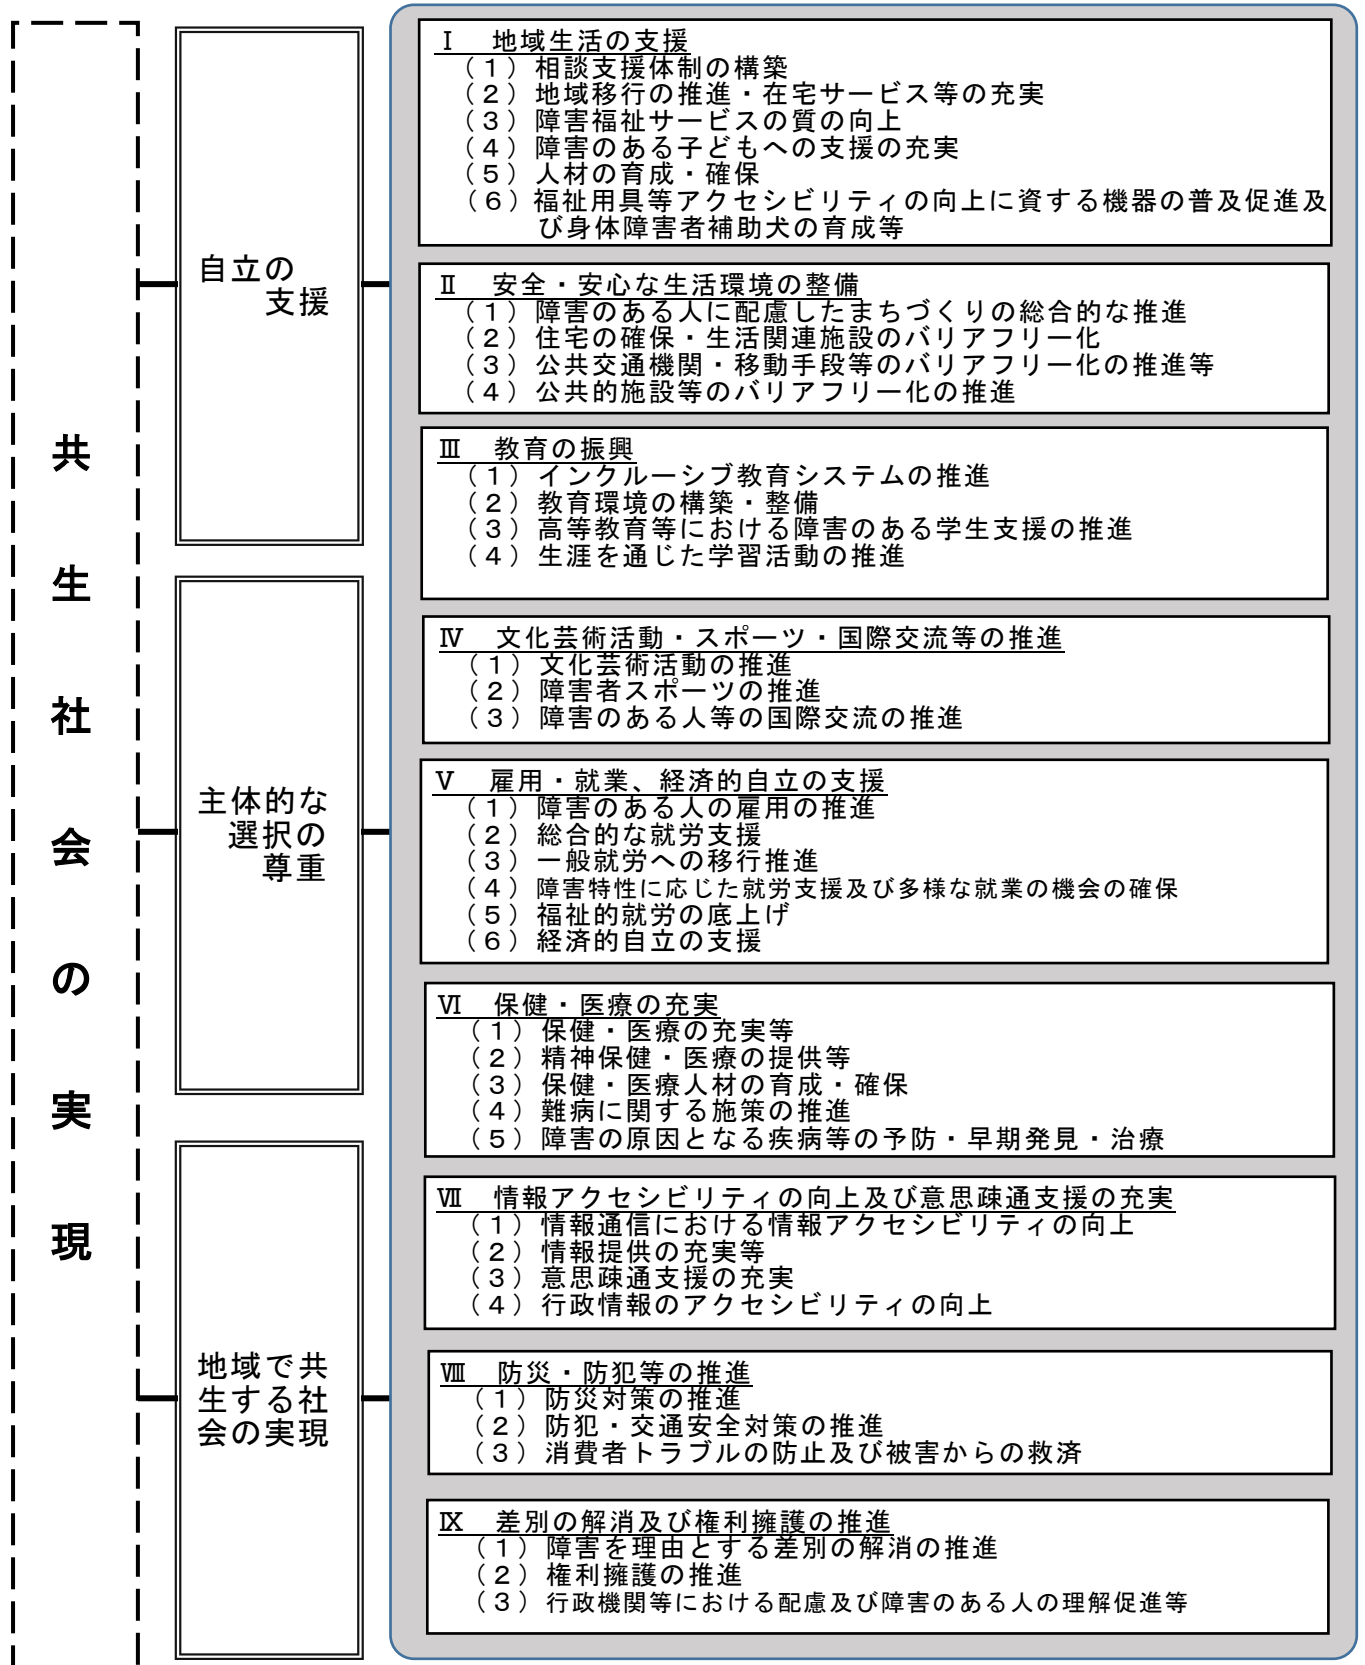 共生社会の実現
自立の
支援
主体的な
選択の
尊重
地域で共
生する社
会の実現
Ⅰ　地域生活の支援
（１）相談支援体制の構築
（２）地域移行の推進・在宅サービス等の充実
（３）障害福祉サービスの質の向上
（４）障害のある子どもへの支援の充実
（５）人材の育成・確保
（６）福祉用具等アクセシビリティの向上に資する機器の普及促進及
び身体障害者補助犬の育成等
Ⅱ　安全・安心な生活環境の整備
（１）障害のある人に配慮したまちづくりの総合的な推進
（２）住宅の確保・生活関連施設のバリアフリー化
（３）公共交通機関・移動手段等のバリアフリー化の推進等
（４）公共的施設等のバリアフリー化の推進
Ⅲ　教育の振興
（１）インクルーシブ教育システムの推進
（２）教育環境の構築・整備
（３）高等教育等における障害のある学生支援の推進
（４）生涯を通じた学習活動の推進
Ⅳ　文化芸術活動・スポーツ・国際交流等の推進
（１）文化芸術活動の推進
（２）障害者スポーツの推進
（３）障害のある人等の国際交流の推進
Ⅴ　雇用・就業、経済的自立の支援
（１）障害のある人の雇用の推進
（２）総合的な就労支援
（３）一般就労への移行推進
（４）障害特性に応じた就労支援及び多様な就業の機会の確保
（５）福祉的就労の底上げ
（６）経済的自立の支援
Ⅵ　保健・医療の充実
（１）保健・医療の充実等
（２）精神保健・医療の提供等
（３）保健・医療人材の育成・確保
（４）難病に関する施策の推進
（５）障害の原因となる疾病等の予防・早期発見・治療
Ⅶ　情報アクセシビリティの向上及び意思疎通支援の充実
（１）情報通信における情報アクセシビリティの向上
（２）情報提供の充実等
（３）意思疎通支援の充実
（４）行政情報のアクセシビリティの向上
Ⅷ　防災・防犯等の推進
（１）防災対策の推進
（２）防犯・交通安全対策の推進
（３）消費者トラブルの防止及び被害からの救済
Ⅸ　差別の解消及び権利擁護の推進
（１）障害を理由とする差別の解消の推進
（２）権利擁護の推進
（３）行政機関等における配慮及び障害のある人の理解促進等